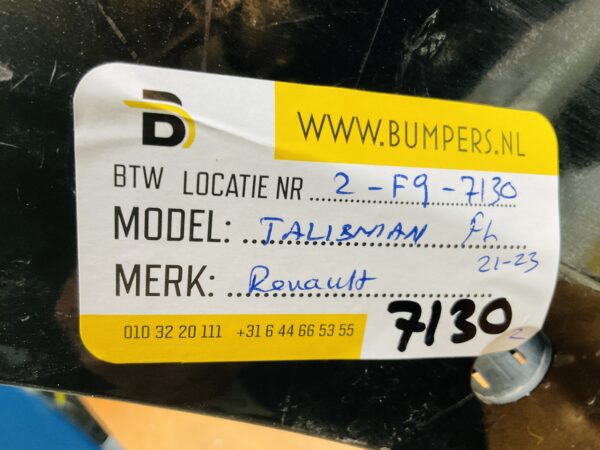 B
WWW.BUMPERS.NL
BTW LOCATIE NR 2-F9-7130
MODEL: TALISMAN FL
21-23
MERK: Renault
7130
010 32 20 111 +31 6 44 66 53 55
2